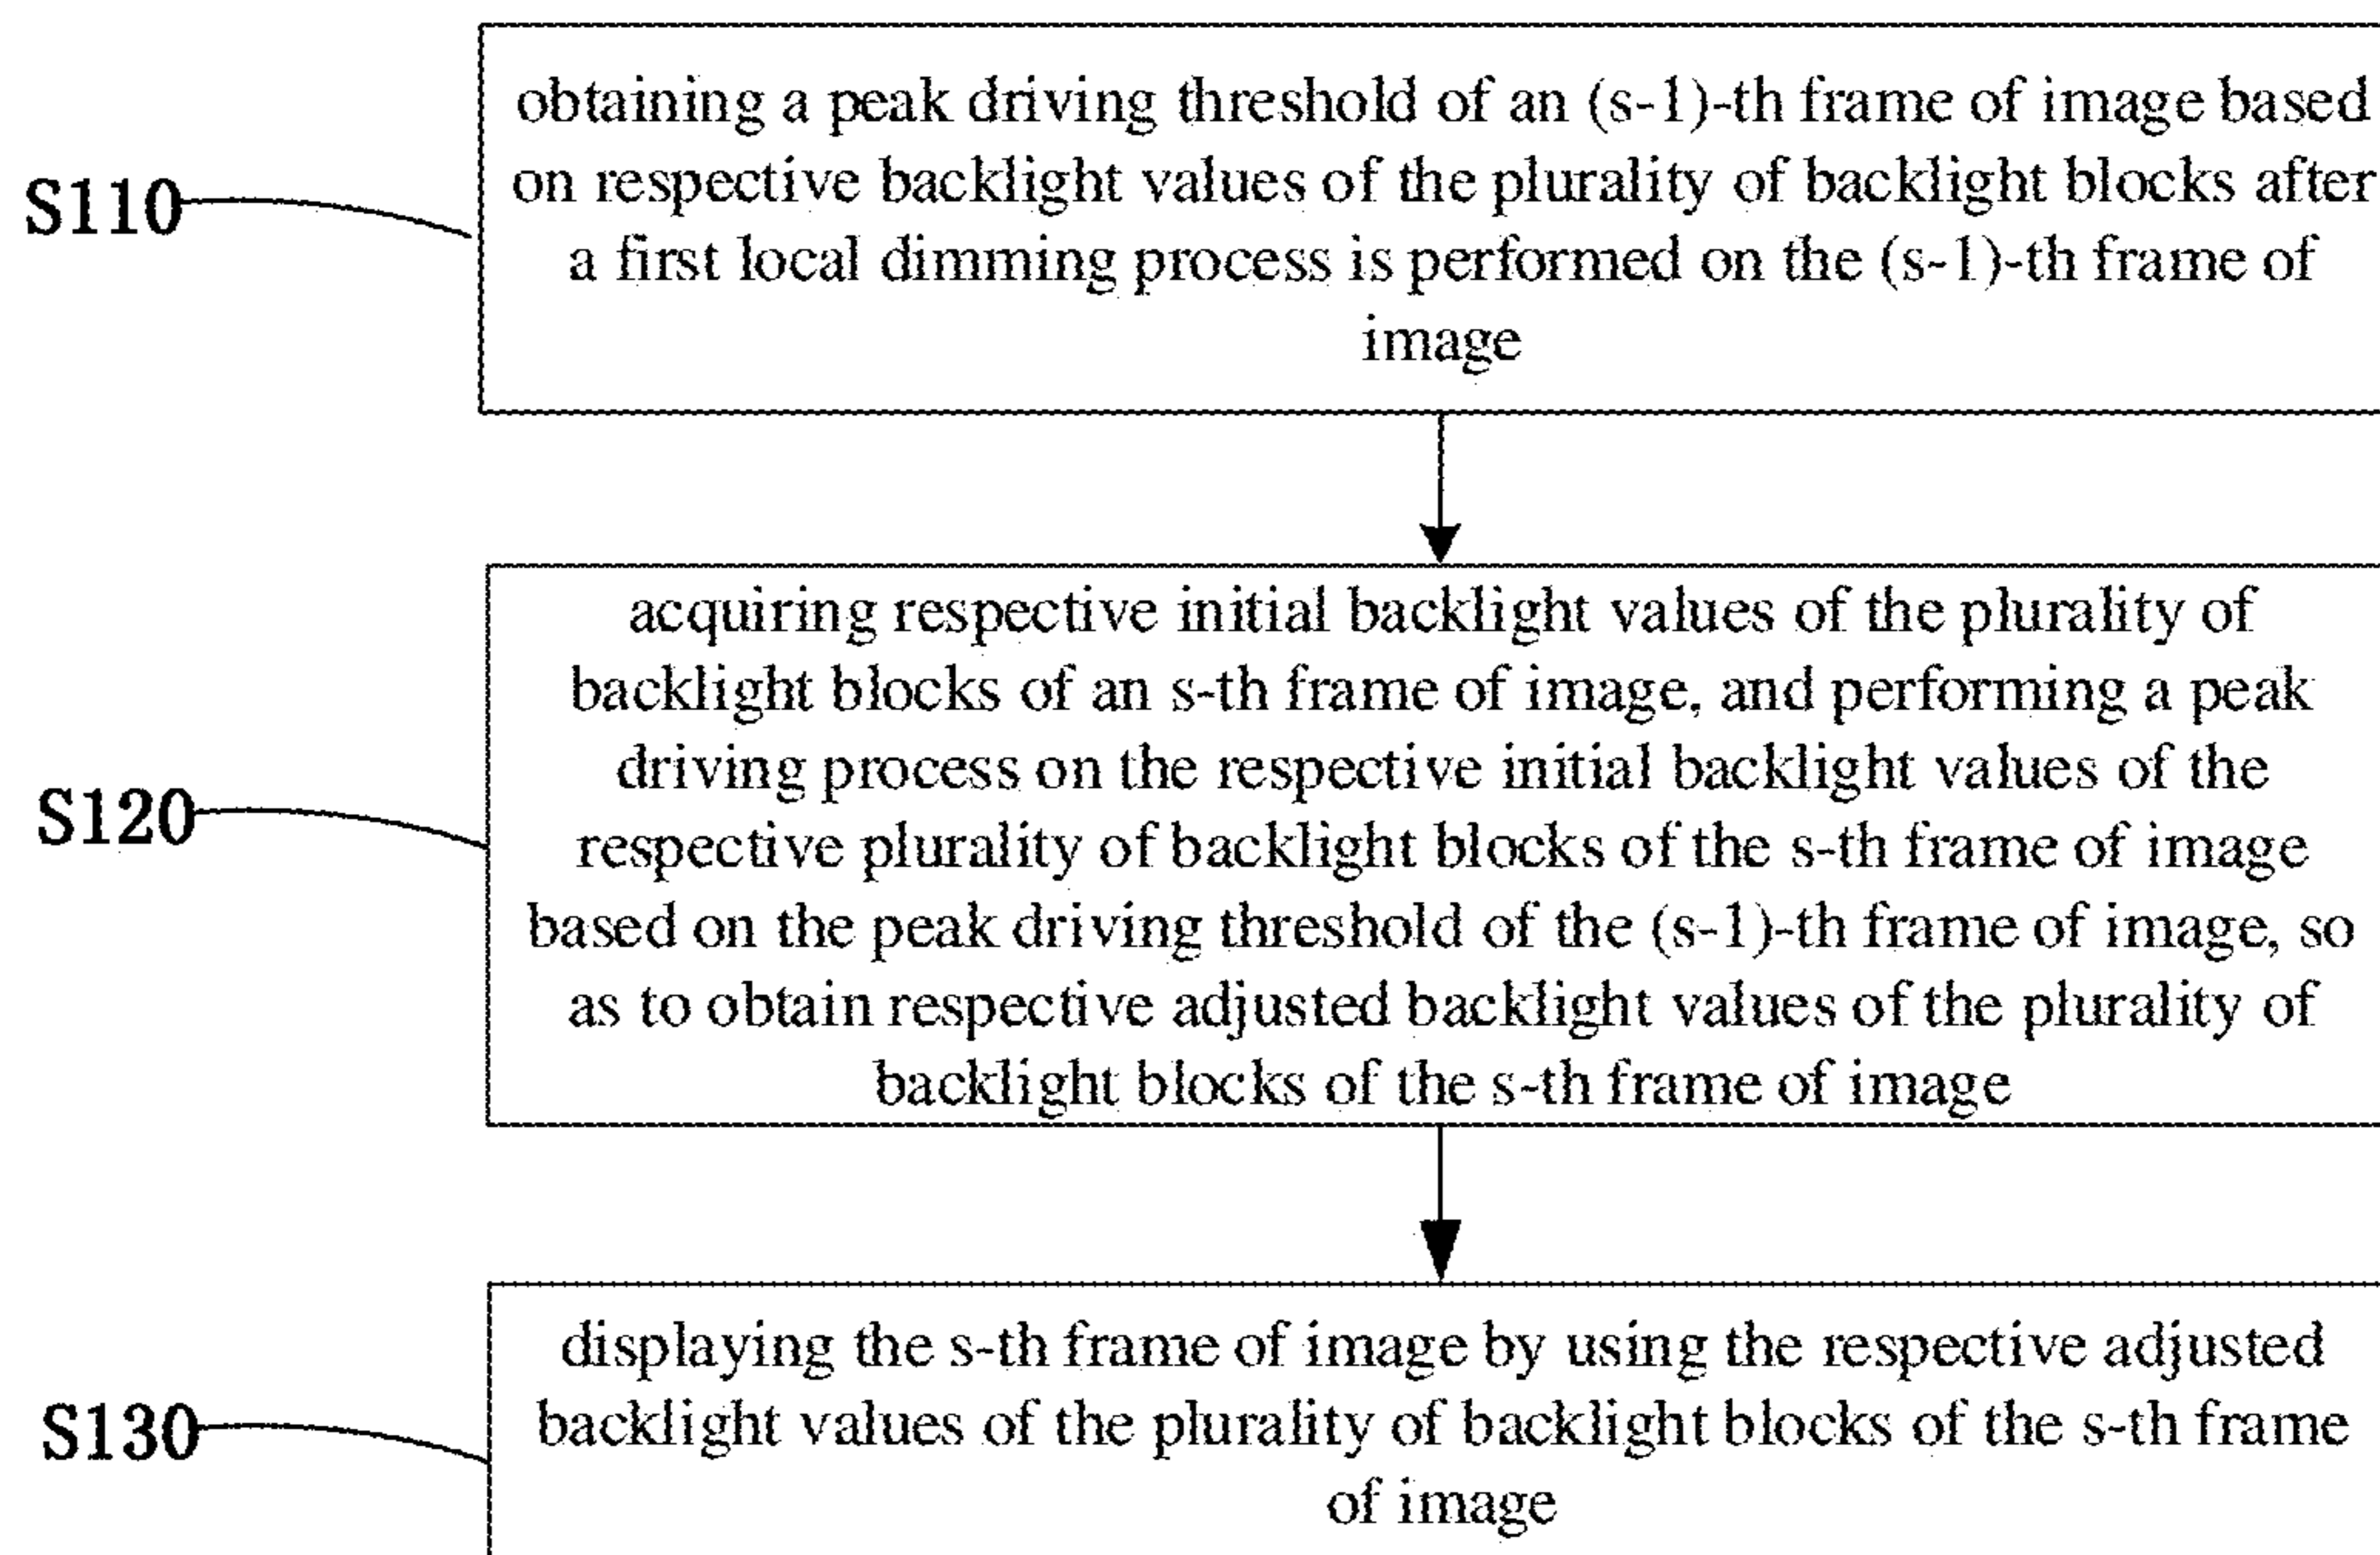 obtaining a peak driving threshold of an (s-1)-th frame of image based
on respective backlight values of the plurality of backlight blocks after
S110
a first local dimming process is performed on the (s-1)-th frame of
image
acquiring respective initial backlight values of the plurality of
backlight blocks of an s-th frame of image, and performing a peak
driving process on the respective initial backlight values of the
S120
respective plurality of backlight blocks of the s-th frame of image
based on the peak driving threshold of the (s-1)-th frame of image, so
as to obtain respective adjusted backlight values of the plurality of
backlight blocks of the s-th frame of image
displaying the s-th frame of image by using the respective adjusted
S130
backlight values of the plurality of backlight blocks of the s-th frame
of image